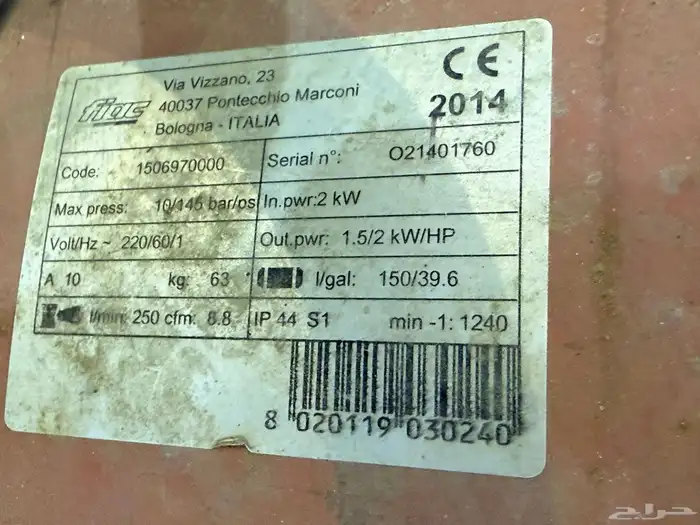 fiac
Via Vizzano, 23
40037 Pontecchio Marconi
Bologna - ITALIA
CE
2014
Code: 1506970000
Serial n°: O21401760
Max press: 10/145 bar/psi
In.pwr:2 kW
Volt/Hz ~ 220/60/1
Out.pwr: 1.5/2 kW/HP
A 10 kg: 63
l/gal: 150/39.6
l/min: 250 cfm: 8.8
IP 44 S1 min -1: 1240
8 020119 030240
حراج